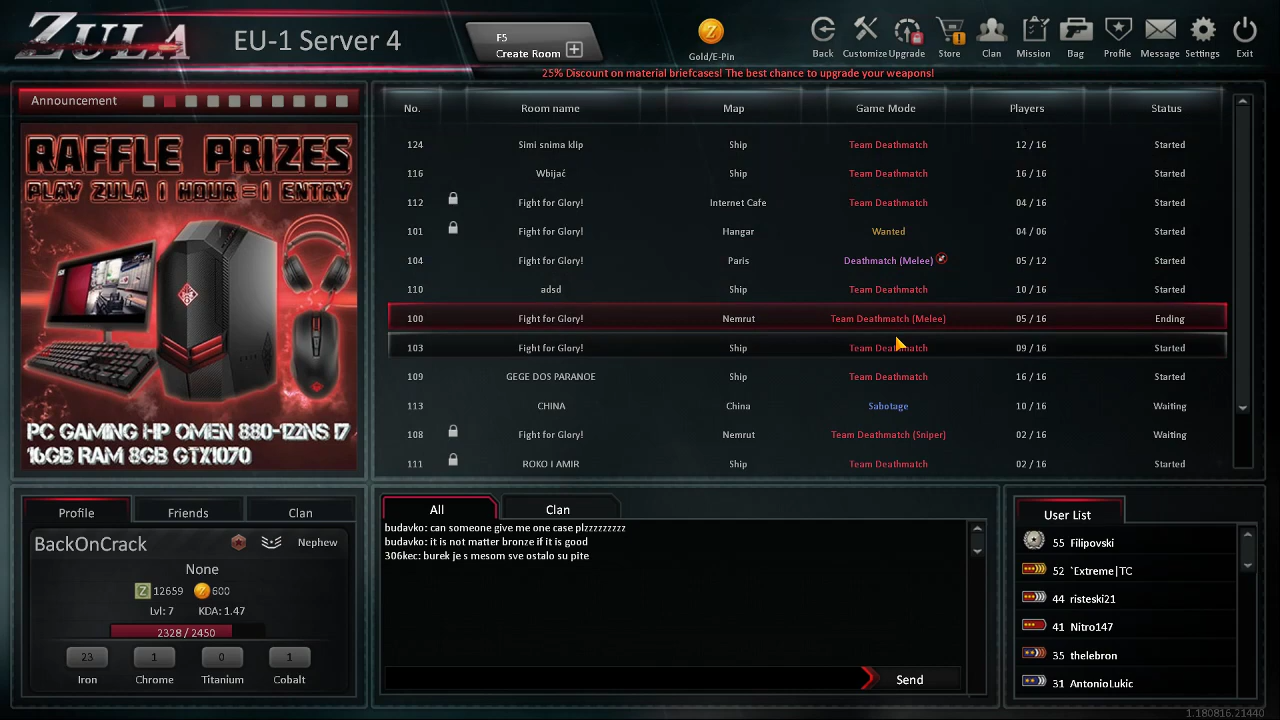 ZULA
EU-1 Server 4
F5
Create Room
Gold/E-Pin
Back
Customize
Upgrade
Store
Clan
Mission
Bag
Profile
Message
Settings
Exit
25% Discount on material briefcases! The best chance to upgrade your weapons!
Announcement
RAFFLE PRIZES
PLAY ZULA 1 HOUR = 1 ENTRY
PC GAMING HP OMEN 880-122NS I7
16GB RAM 8GB GTX1070
No. Room name Map Game Mode Players Status
124 Simi snima klip Ship Team Deathmatch 12 / 16 Started
116 Wbijać Ship Team Deathmatch 16 / 16 Started
112 Fight for Glory! Internet Cafe Team Deathmatch 04 / 16 Started
101 Fight for Glory! Hangar Wanted 04 / 06 Started
104 Fight for Glory! Paris Deathmatch (Melee) 05 / 12 Started
110 adsd Ship Team Deathmatch 10 / 16 Started
100 Fight for Glory! Nemrut Team Deathmatch (Melee) 05 / 16 Ending
103 Fight for Glory! Ship Team Deathmatch 09 / 16 Started
109 GEGE DOS PARANOE Ship Team Deathmatch 16 / 16 Started
113 CHINA China Sabotage 10 / 16 Waiting
108 Fight for Glory! Nemrut Team Deathmatch (Sniper) 02 / 16 Waiting
111 ROKO I AMIR Ship Team Deathmatch 02 / 16 Started
Profile Friends Clan
BackOnCrack Nephew
None
Z 12659 Z 600
Lvl: 7 KDA: 1.47
2328 / 2450
23 1 0 1
Iron Chrome Titanium Cobalt
All Clan
budavko: can someone give me one case plzzzzzzzzz
budavko: it is not matter bronze if it is good
306kec: burek je s mesom sve ostalo su pite
Send
User List
55 Filipovski
52 `Extreme|TC
44 risteski21
41 Nitro147
35 thelebron
31 AntonioLukic
1.180816.21440